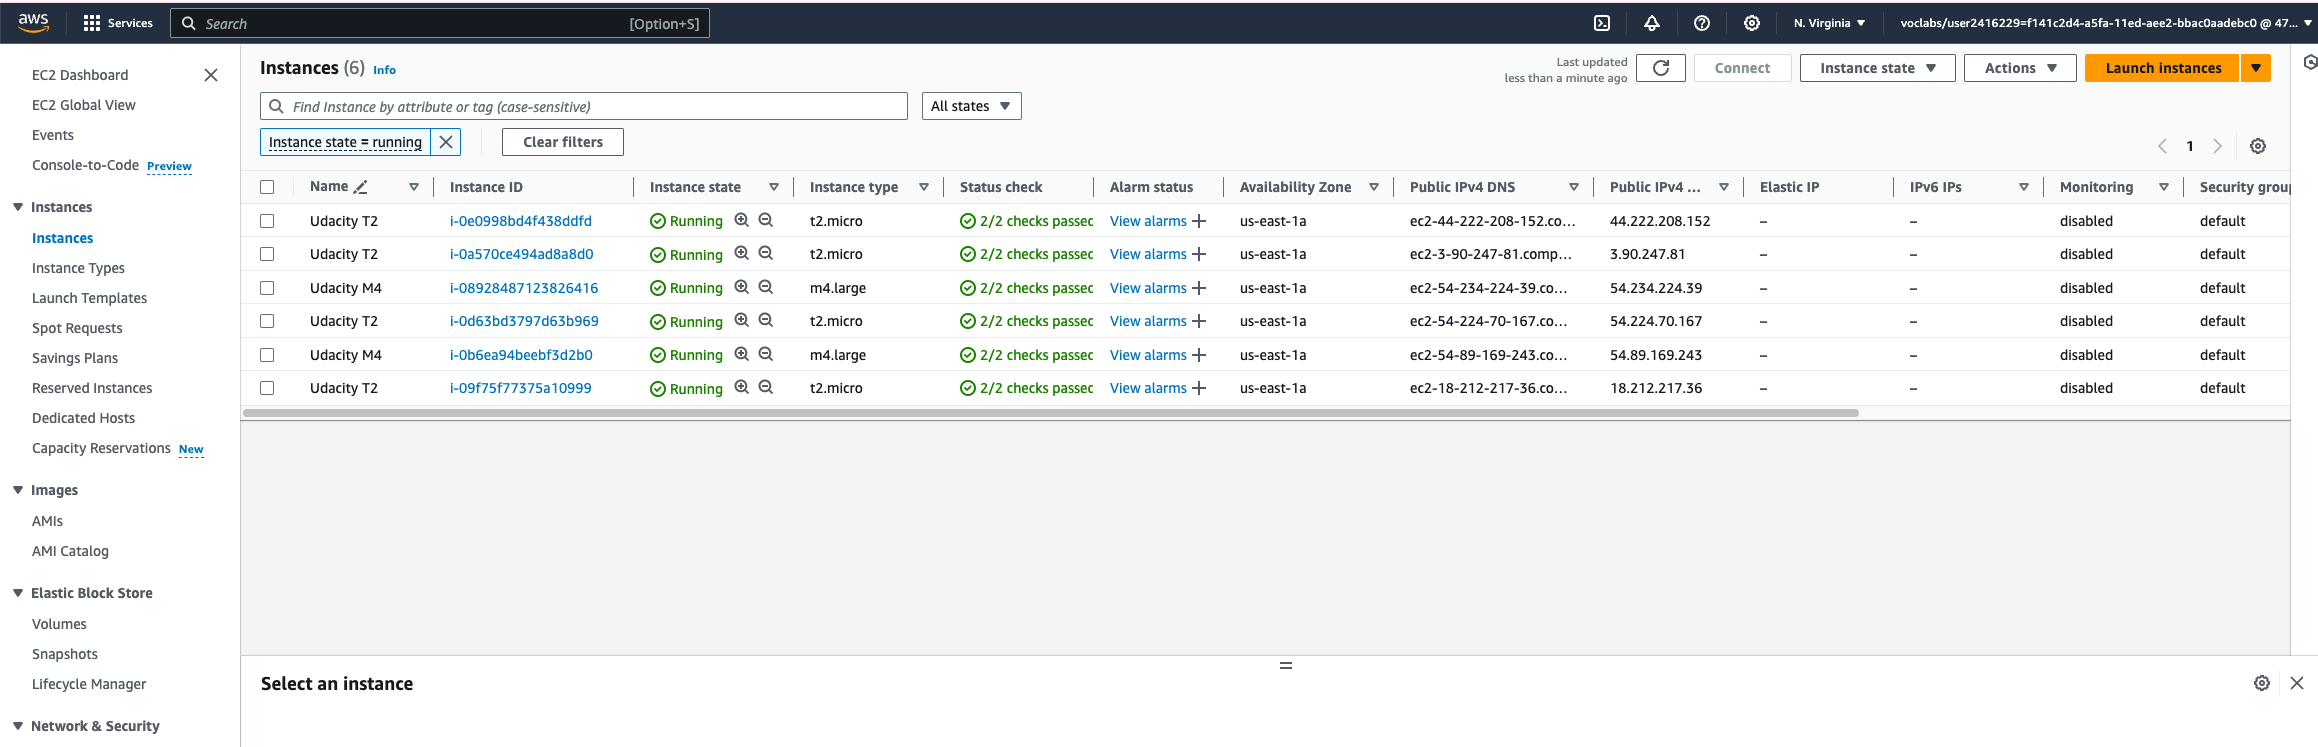 aws
Services
Search [Option+S]
N. Virginia
voclabs/user2416229=f141c2d4-a5fa-11ed-aee2-bbac0aadebc0 @ 47...
EC2 Dashboard
EC2 Global View
Events
Console-to-Code Preview
Instances
Instances
Instance Types
Launch Templates
Spot Requests
Savings Plans
Reserved Instances
Dedicated Hosts
Capacity Reservations New
Images
AMIs
AMI Catalog
Elastic Block Store
Volumes
Snapshots
Lifecycle Manager
Network & Security
Instances (6) Info
Last updated
less than a minute ago
Connect
Instance state
Actions
Launch instances
Find Instance by attribute or tag (case-sensitive)
All states
Instance state = running
Clear filters
1
Name Instance ID Instance state Instance type Status check Alarm status Availability Zone Public IPv4 DNS Public IPv4 ... Elastic IP IPv6 IPs Monitoring Security group
Udacity T2 i-0e0998bd4f438ddfd Running t2.micro 2/2 checks passed View alarms + us-east-1a ec2-44-222-208-152.co... 44.222.208.152 – – disabled default
Udacity T2 i-0a570ce494ad8a8d0 Running t2.micro 2/2 checks passed View alarms + us-east-1a ec2-3-90-247-81.comp... 3.90.247.81 – – disabled default
Udacity M4 i-08928487123826416 Running m4.large 2/2 checks passed View alarms + us-east-1a ec2-54-234-224-39.co... 54.234.224.39 – – disabled default
Udacity T2 i-0d63bd3797d63b969 Running t2.micro 2/2 checks passed View alarms + us-east-1a ec2-54-224-70-167.co... 54.224.70.167 – – disabled default
Udacity M4 i-0b6ea94beebf3d2b0 Running m4.large 2/2 checks passed View alarms + us-east-1a ec2-54-89-169-243.co... 54.89.169.243 – – disabled default
Udacity T2 i-09f75f77375a10999 Running t2.micro 2/2 checks passed View alarms + us-east-1a ec2-18-212-217-36.co... 18.212.217.36 – – disabled default
Select an instance